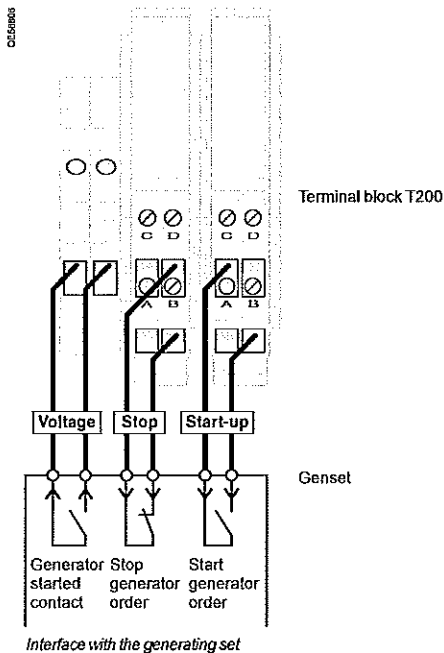 Terminal block T200
C D C D
A B A B
Voltage Stop Start-up
Genset
Generator started contact
Stop generator order
Start generator order
Interface with the generating set